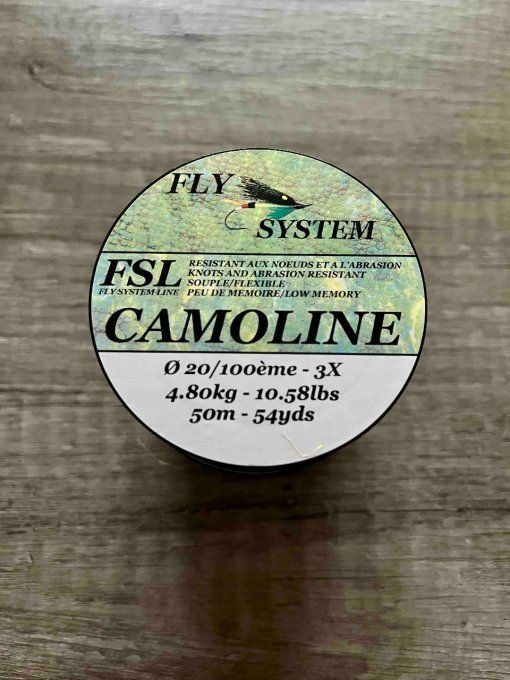 FLY
SYSTEM
FSL
FLY SYSTEM LINE
RESISTANT AUX NOEUDS ET A L'ABRASION
KNOTS AND ABRASION RESISTANT
SOUPLE/FLEXIBLE
PEU DE MEMOIRE/LOW MEMORY
CAMOLINE
Ø 20/100ème - 3X
4.80kg - 10.58lbs
50m - 54yds